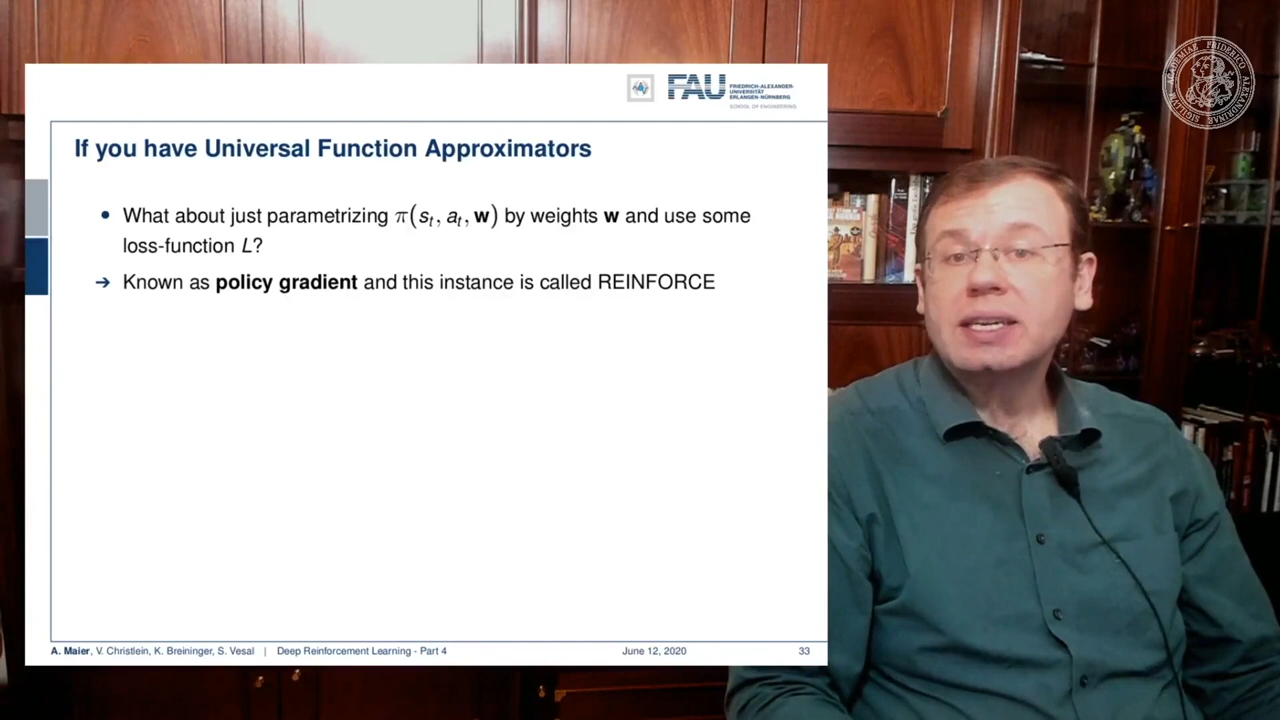 FAU FRIEDRICH-ALEXANDER-
UNIVERSITÄT
ERLANGEN-NÜRNBERG
SCHOOL OF ENGINEERING
If you have Universal Function Approximators
• What about just parametrizing π(sₜ, aₜ, w) by weights w and use some
loss-function L?
➔ Known as policy gradient and this instance is called REINFORCE
A. Maier, V. Christlein, K. Breininger, S. Vesal | Deep Reinforcement Learning - Part 4 June 12, 2020 33